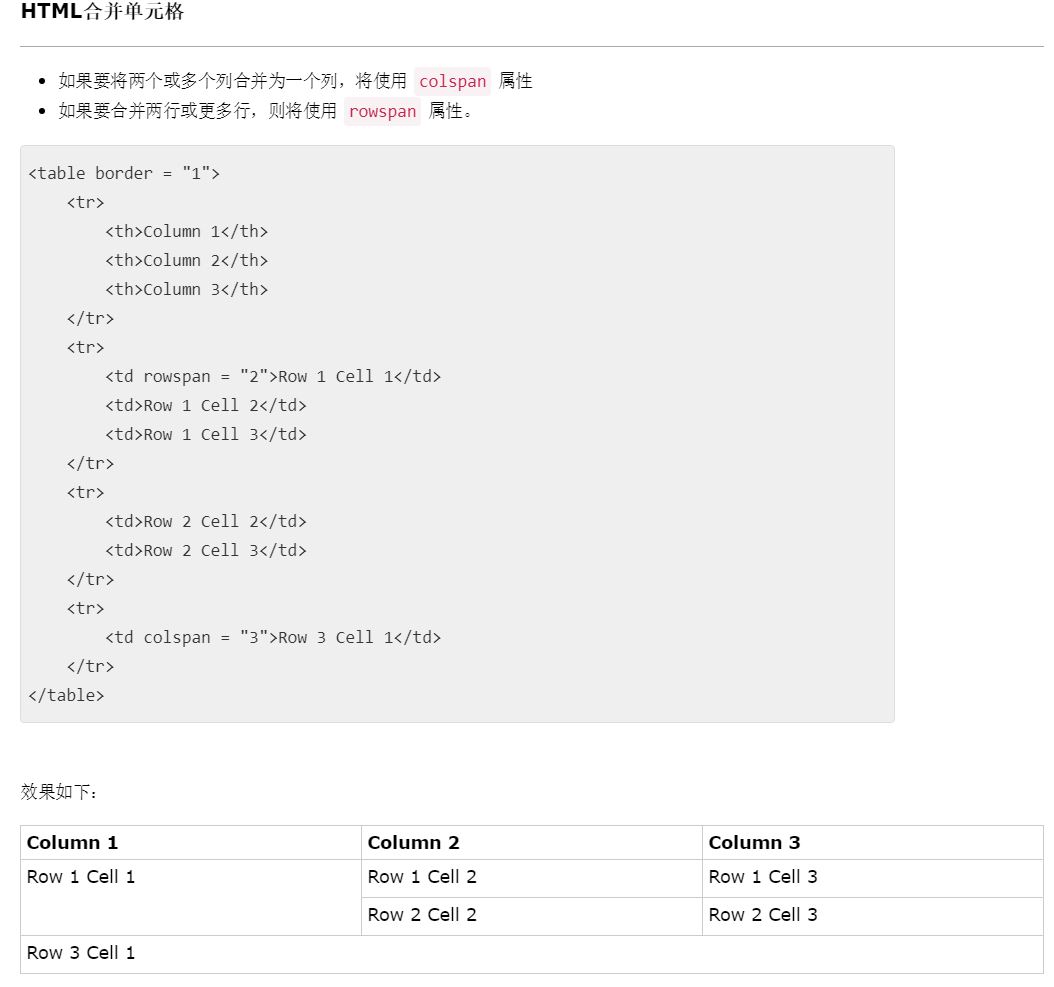 HTML合并单元格
如果要将两个或多个列合并为一个列，将使用 colspan 属性
如果要合并两行或更多行，则将使用 rowspan 属性。
<table border = "1">
    <tr>
        <th>Column 1</th>
        <th>Column 2</th>
        <th>Column 3</th>
    </tr>
    <tr>
        <td rowspan = "2">Row 1 Cell 1</td>
        <td>Row 1 Cell 2</td>
        <td>Row 1 Cell 3</td>
    </tr>
    <tr>
        <td>Row 2 Cell 2</td>
        <td>Row 2 Cell 3</td>
    </tr>
    <tr>
        <td colspan = "3">Row 3 Cell 1</td>
    </tr>
</table>
效果如下：
Column 1 Column 2 Column 3
Row 1 Cell 1 Row 1 Cell 2 Row 1 Cell 3
Row 2 Cell 2 Row 2 Cell 3
Row 3 Cell 1